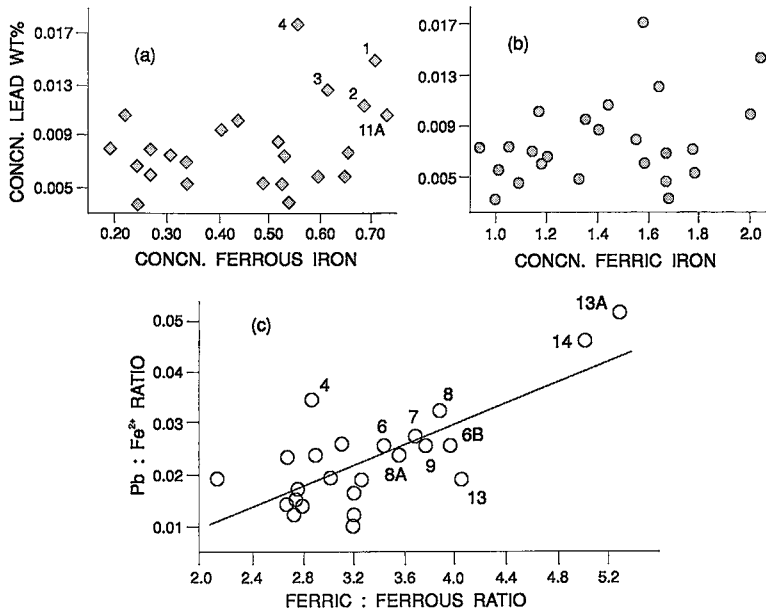 CONCN. LEAD WT%
0.017
0.013
0.009
0.005
(a)
4
1
3
2
11A
0.20 0.30 0.40 0.50 0.60 0.70
CONCN. FERROUS IRON
(b)
0.017
0.013
0.009
0.005
1.0 1.2 1.4 1.6 1.8 2.0
CONCN. FERRIC IRON
(c)
Pb : Fe²⁺ RATIO
0.05
0.04
0.03
0.02
0.01
13A
14
4
8
7
6
6B
8A
9
13
2.0 2.4 2.8 3.2 3.6 4.0 4.4 4.8 5.2
FERRIC : FERROUS RATIO